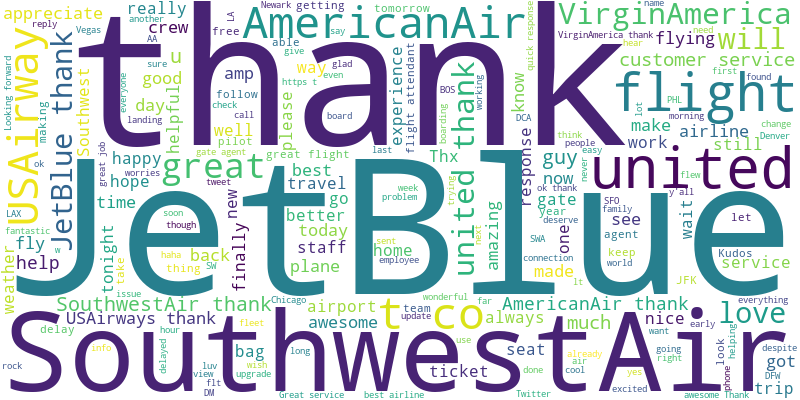 thank
JetBlue
SouthwestAir
flight
united
AmericanAir
VirginAmerica
USAirway
JetBlue thank
great
t co
will
love
united thank
SouthwestAir thank
AmericanAir thank
USAirways thank
appreciate
really
another
reply
Vegas
crew
AA
sure
LA
free
Newark
getting
able
give
tomorrow
say
glad
even
way
https t
quick response
name
need
hear
VirginAmerica thank
flying
customer service
first
found
Looking forward
making
Southwest
u
good
amp
day
helpful
follow
check
call
well
pilot
landing
everyone
please
experience
flight attendant
BOS
boarding
working
know
DCA
think
people
make
airline
work
still
PHL
morning
lot
change
Denver
ok
great job
happy
worries
gate agent
tweet
great flight
board
last
best
Thx
response
guy
now
easy
never
flew
y'all
hope
time
LAX
fantastic
though
soon
new
finally
travel
better
today
go
week
problem
trying
amazing
ok thank
gate
year
deserve
SFO
family
see
wait
let
fly
w
weather
help
tonight
take
thing
back
haha
SW
staff
plane
home
sent
employee
next
SWA
connection
one
agent
made
lt
keep
world
JFK
Kudos
service
issue
Chicago
airport
team
update
wonderful
far
always
much
nice
early
everything
delay
hour
delayed
fleet
awesome
use
seat
already
air
cool
want
going
right
look
phone
helping
despite
got
DFW
trip
rock
info
luv
view
flt
DM
wish
upgrade
bag
long
Great service
best airline
ticket
done
Twitter
yes
excited
awesome Thank